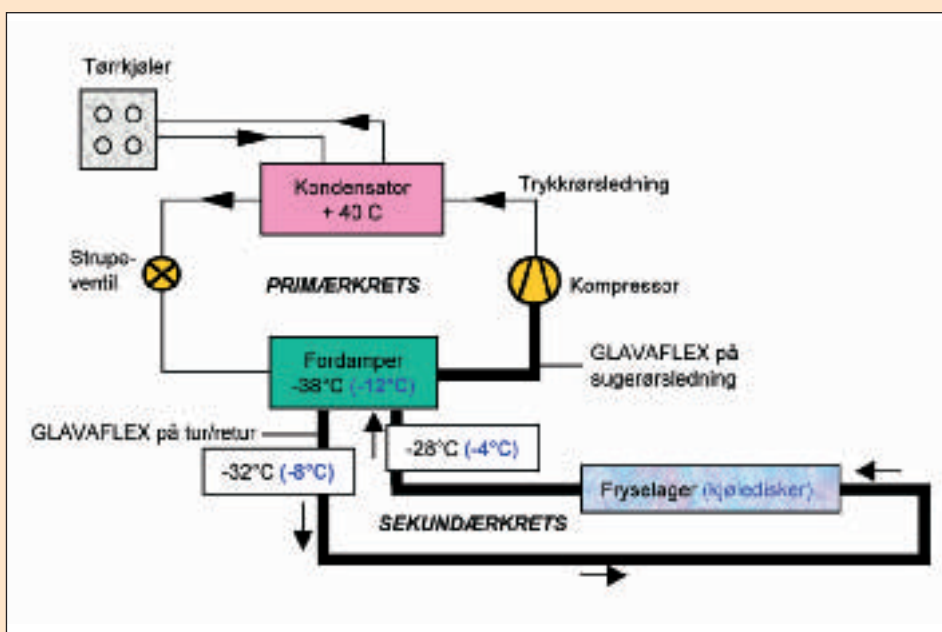 Tørrkjøler
Kondensator
+ 40 C
Trykkrørsledning
Strupe-
ventil
PRIMÆRKRETS
Kompressor
Fordamper
-38°C (-12°C)
GLAVAFLEX på
sugerørsledning
GLAVAFLEX på tur/retur
-28°C (-4°C)
-32°C (-8°C)
Fryselager (kjøledisker)
SEKUNDÆRKRETS